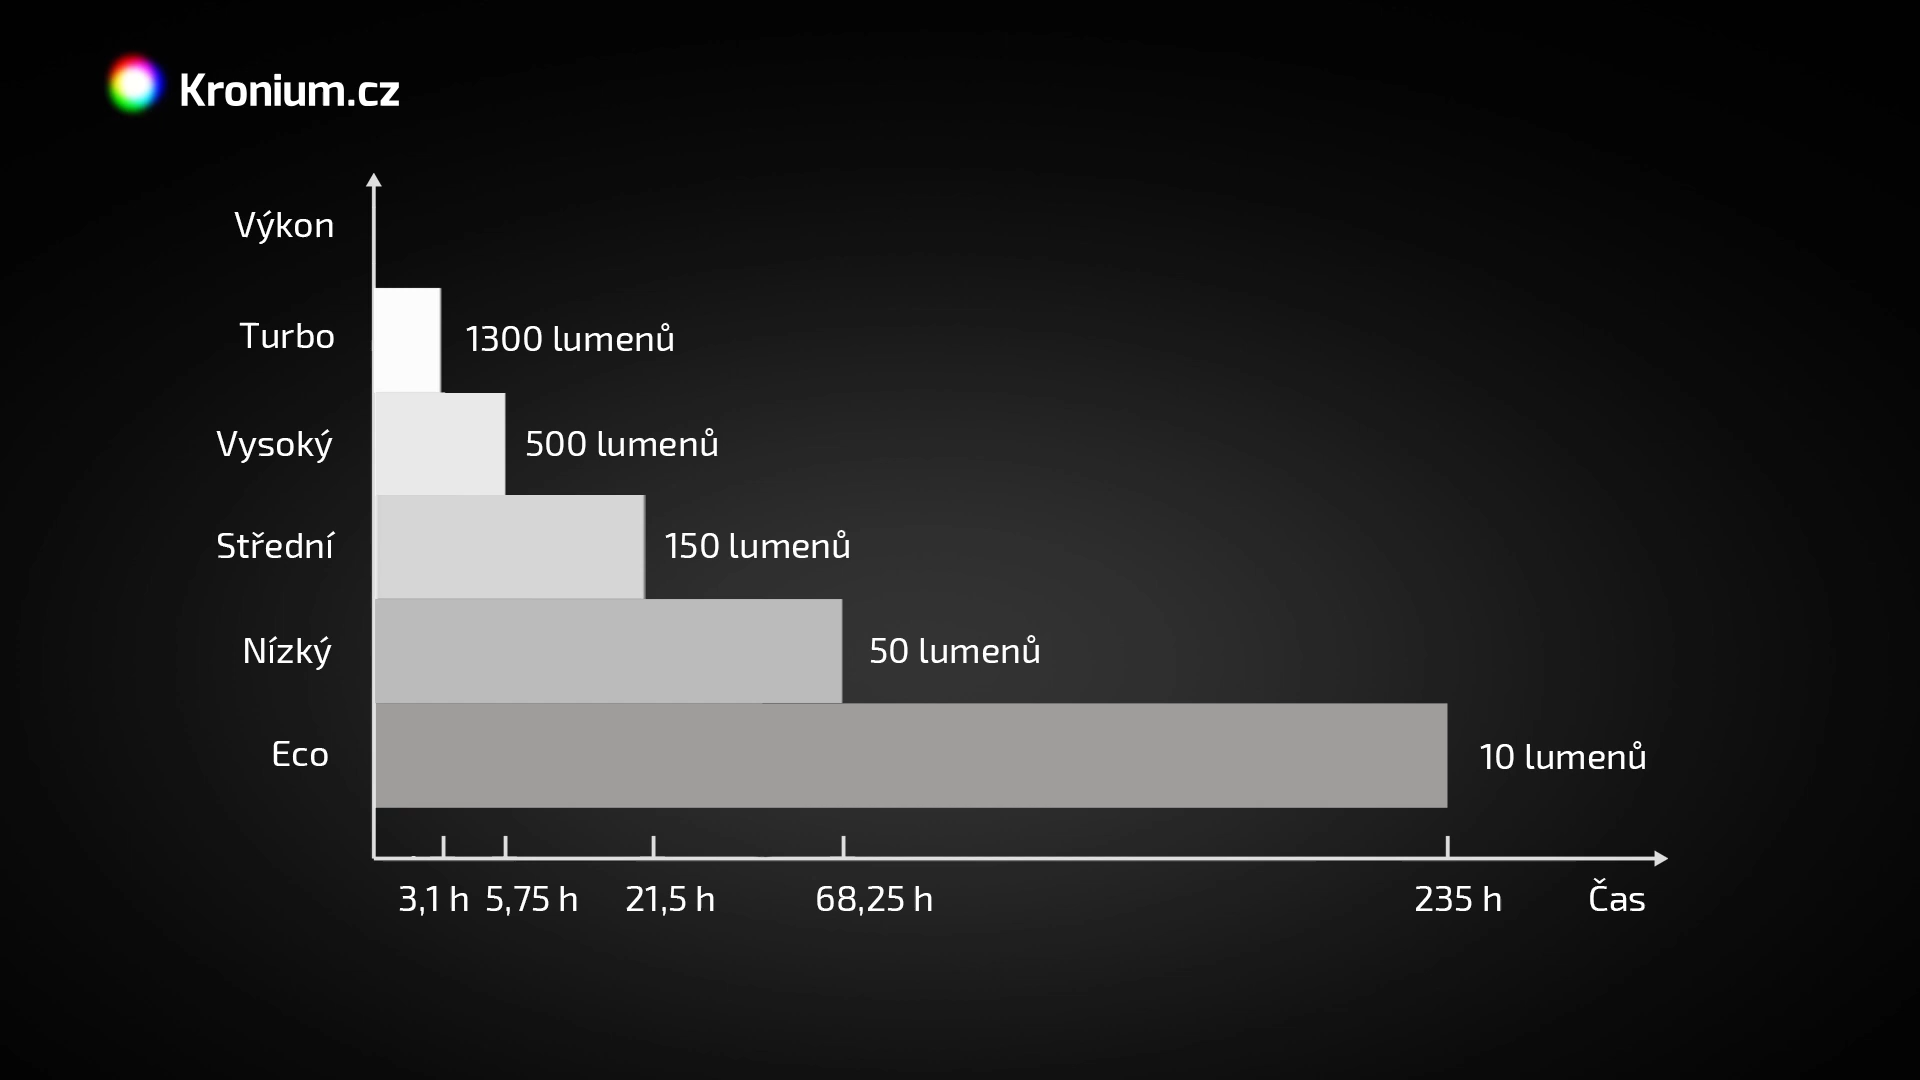 Kronium.cz
Výkon
Turbo 1300 lumenů
Vysoký 500 lumenů
Střední 150 lumenů
Nízký 50 lumenů
Eco 10 lumenů
3,1 h 5,75 h 21,5 h 68,25 h 235 h Čas